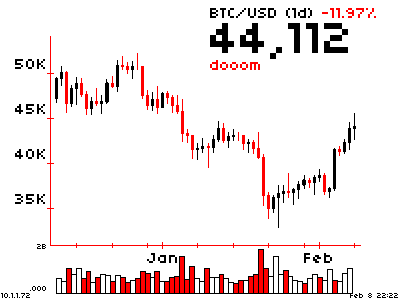 BTC/USD (1d) -11.97%
44,112
dooom
50K
45K
40K
35K
2B
Jan Feb
.000
10.1.1.72 Feb 8 22:22